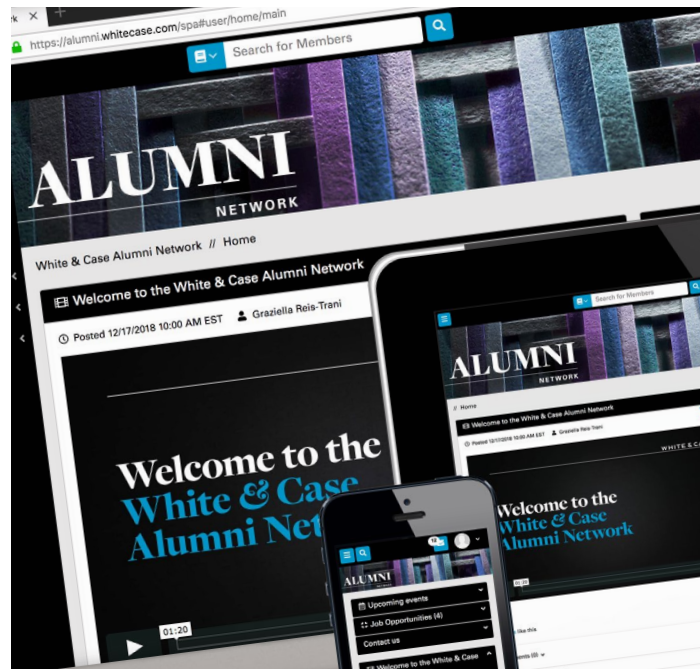 https://alumni.whitecase.com/spa#user/home/main
Search for Members
ALUMNI
NETWORK
White & Case Alumni Network // Home
Welcome to the White & Case Alumni Network
Posted 12/17/2018 10:00 AM EST Graziella Reis-Trani
Welcome to the
White & Case
Alumni Net
01:20
Search for Members
ALUMNI
NETWORK
// Home
Welcome to the White & Case Alumni Network
Posted 12/17/2018 10:00 AM EST Graziella Reis-Trani
WHITE & C
Welcome to the
White & Case
Alumni Network
01:20
like this
ALUMNI
NETWORK
Upcoming events
Job Opportunities (4)
Contact us
Welcome to the White & Case